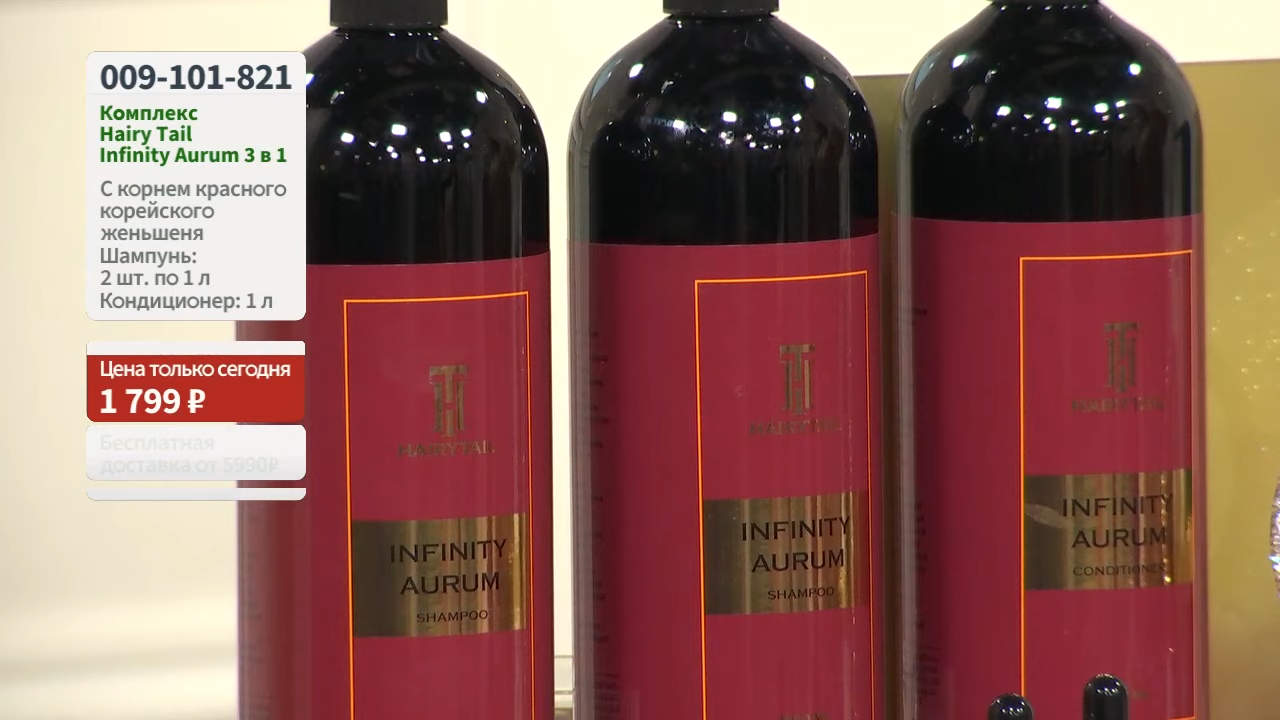 009-101-821
Комплекс
Hairy Tail
Infinity Aurum 3 в 1
С корнем красного
корейского
женьшеня
Шампунь:
2 шт. по 1 л
Кондиционер: 1 л
Цена только сегодня
1 799 ₽
Бесплатная
доставка от 5990₽
HAIRYTAIL
INFINITY
AURUM
SHAMPOO
HAIRYTAIL
INFINITY
AURUM
SHAMPOO
HAIRYTAIL
INFINITY
AURUM
CONDITIONER